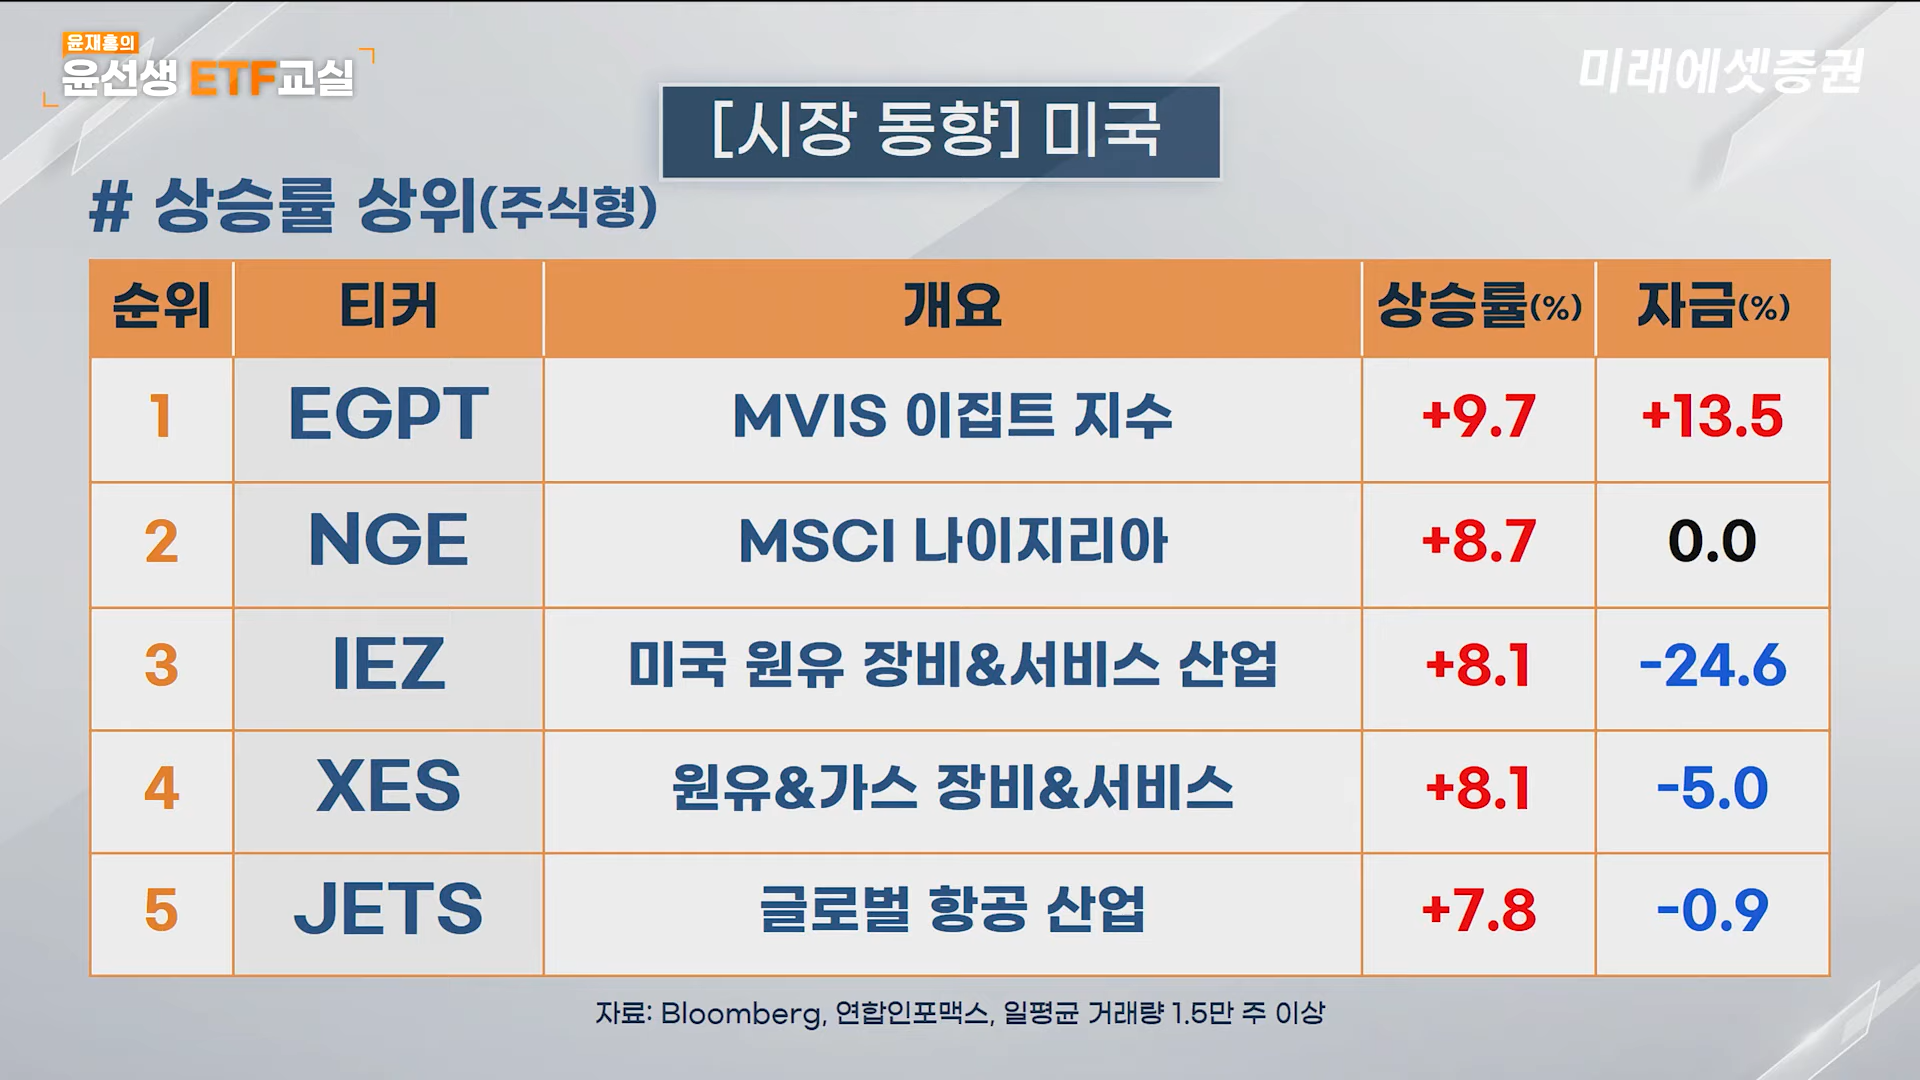 윤재홍의
윤선생 ETF교실
미래에셋증권
[시장 동향] 미국
# 상승률 상위(주식형)
순위 티커 개요 상승률(%) 자금(%)
1 EGPT MVIS 이집트 지수 +9.7 +13.5
2 NGE MSCI 나이지리아 +8.7 0.0
3 IEZ 미국 원유 장비&서비스 산업 +8.1 -24.6
4 XES 원유&가스 장비&서비스 +8.1 -5.0
5 JETS 글로벌 항공 산업 +7.8 -0.9
자료: Bloomberg, 연합인포맥스, 일평균 거래량 1.5만 주 이상